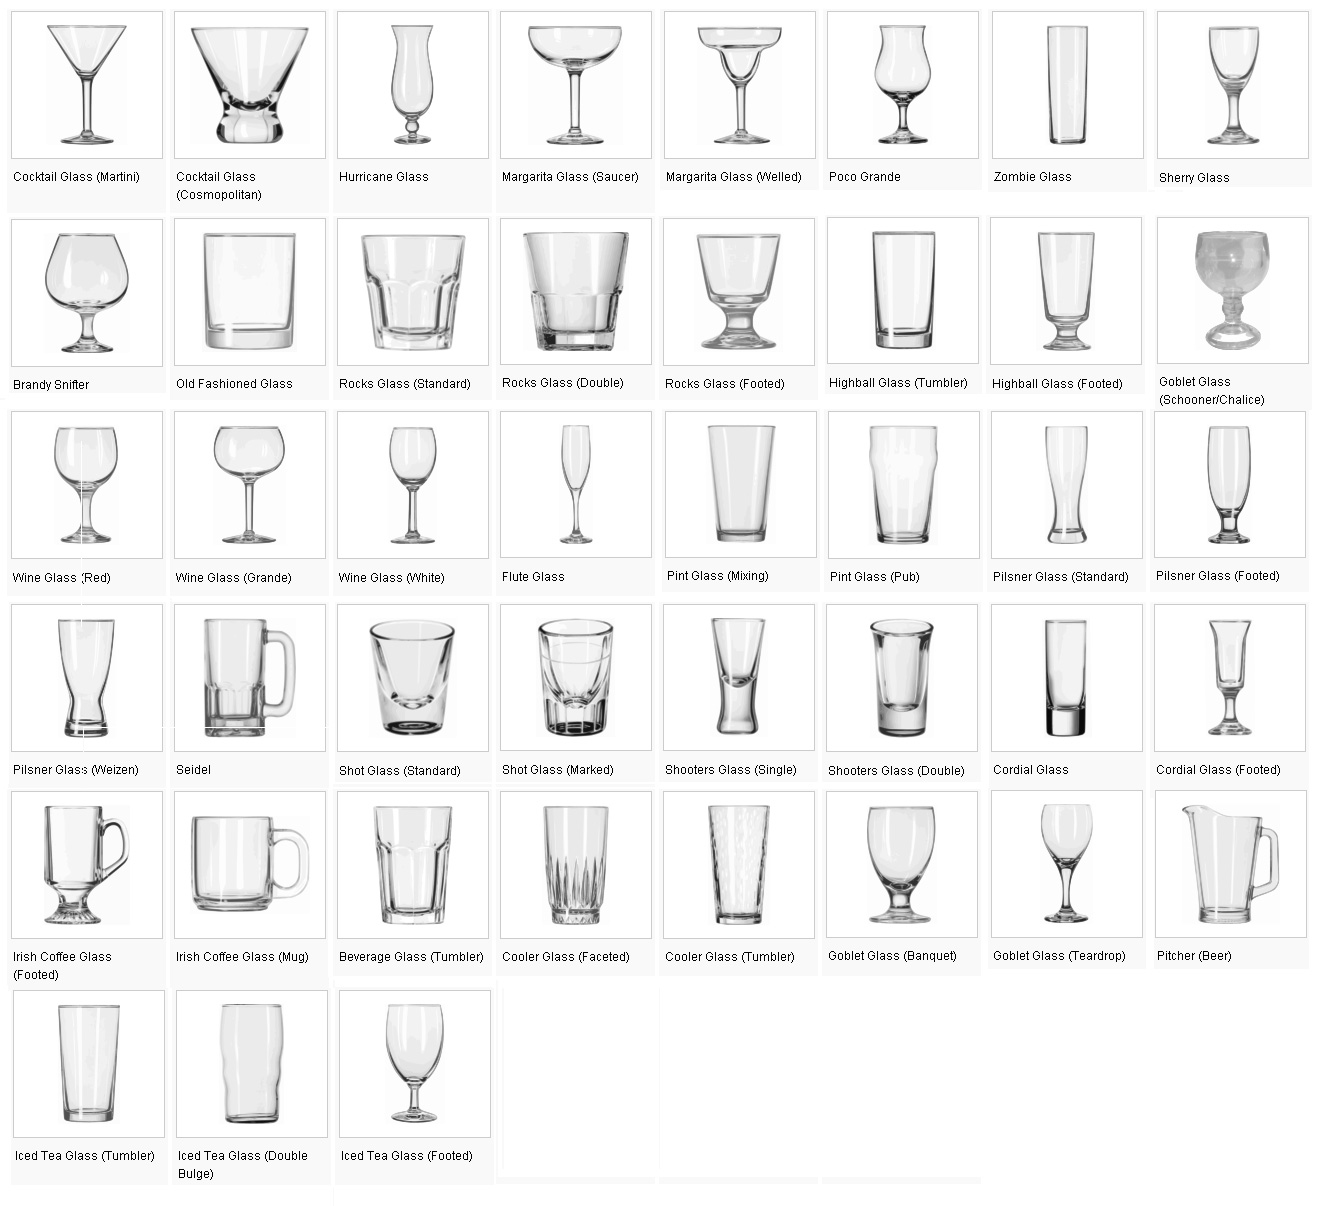 Cocktail Glass (Martini)
Cocktail Glass
(Cosmopolitan)
Hurricane Glass
Margarita Glass (Saucer)
Margarita Glass (Welled)
Poco Grande
Zombie Glass
Sherry Glass
Brandy Snifter
Old Fashioned Glass
Rocks Glass (Standard)
Rocks Glass (Double)
Rocks Glass (Footed)
Highball Glass (Tumbler)
Highball Glass (Footed)
Goblet Glass
(Schooner/Chalice)
Wine Glass (Red)
Wine Glass (Grande)
Wine Glass (White)
Flute Glass
Pint Glass (Mixing)
Pint Glass (Pub)
Pilsner Glass (Standard)
Pilsner Glass (Footed)
Pilsner Glass (Weizen)
Seidel
Shot Glass (Standard)
Shot Glass (Marked)
Shooters Glass (Single)
Shooters Glass (Double)
Cordial Glass
Cordial Glass (Footed)
Irish Coffee Glass
(Footed)
Irish Coffee Glass (Mug)
Beverage Glass (Tumbler)
Cooler Glass (Faceted)
Cooler Glass (Tumbler)
Goblet Glass (Banquet)
Goblet Glass (Teardrop)
Pitcher (Beer)
Iced Tea Glass (Tumbler)
Iced Tea Glass (Double
Bulge)
Iced Tea Glass (Footed)